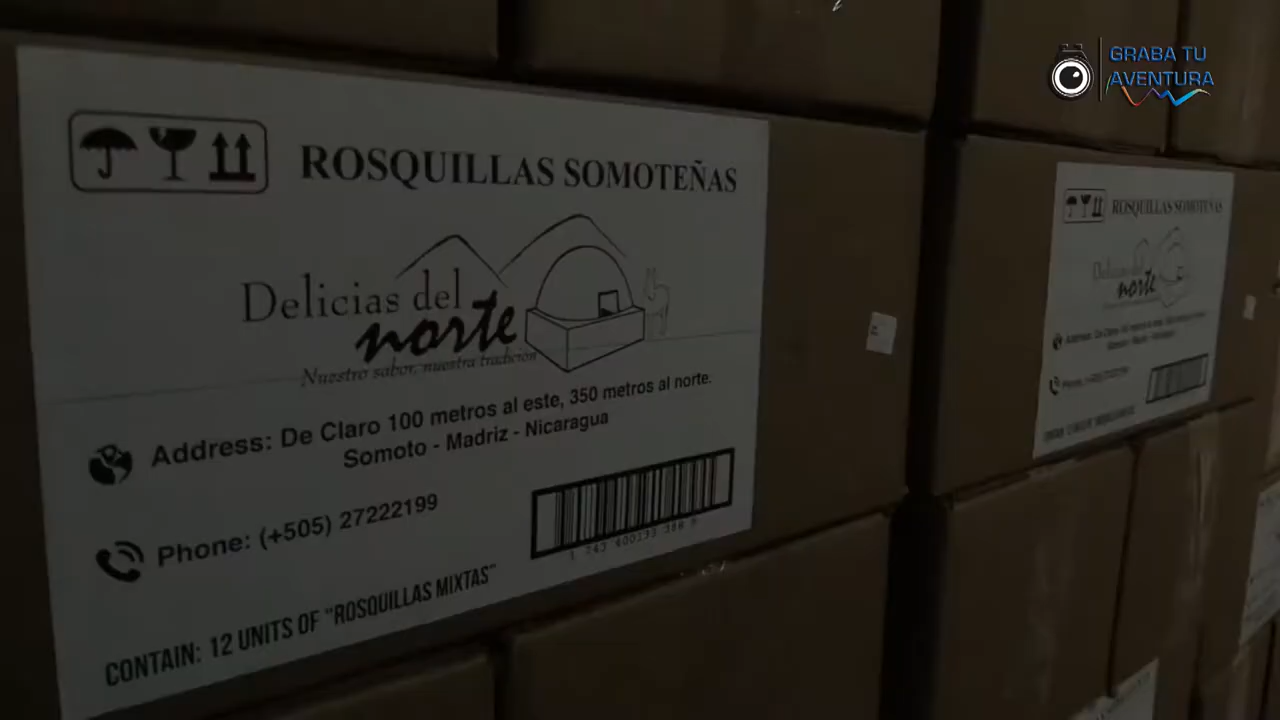 GRABA TU
AVENTURA
ROSQUILLAS SOMOTEÑAS
Delicias del
norte
Nuestro sabor, nuestra tradición
Address: De Claro 100 metros al este, 350 metros al norte.
Somoto - Madriz - Nicaragua
Phone: (+505) 27222199
CONTAIN: 12 UNITS OF "ROSQUILLAS MIXTAS"
ROSQUILLAS SOMOTEÑAS
Delicias del
norte